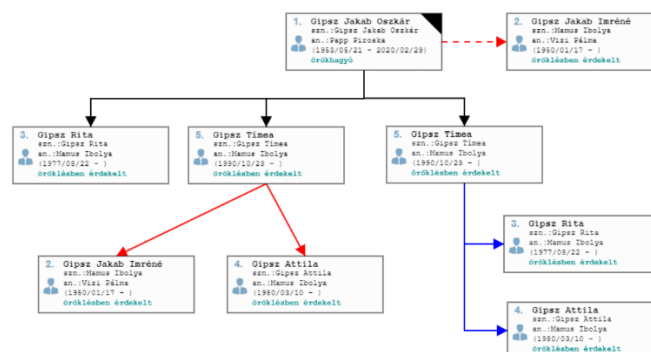 1. Gipsz Jakab Oszkár
szn.:Gipsz Jakab Oszkár
an.:Papp Piroska
(1953/05/21 - 2020/02/29)
örökhagyó
2. Gipsz Jakab Imréné
szn.:Mamus Ibolya
an.:Vizi Pálma
(1950/01/17 - )
öröklésben érdekelt
3. Gipsz Rita
szn.:Gipsz Rita
an.:Mamus Ibolya
(1977/08/22 - )
öröklésben érdekelt
5. Gipsz Tímea
szn.:Gipsz Tímea
an.:Mamus Ibolya
(1990/10/23 - )
öröklésben érdekelt
5. Gipsz Tímea
szn.:Gipsz Tímea
an.:Mamus Ibolya
(1990/10/23 - )
öröklésben érdekelt
3. Gipsz Rita
szn.:Gipsz Rita
an.:Mamus Ibolya
(1977/08/22 - )
öröklésben érdekelt
2. Gipsz Jakab Imréné
szn.:Mamus Ibolya
an.:Vizi Pálma
(1950/01/17 - )
öröklésben érdekelt
4. Gipsz Attila
szn.:Gipsz Attila
an.:Mamus Ibolya
(1980/03/10 - )
öröklésben érdekelt
4. Gipsz Attila
szn.:Gipsz Attila
an.:Mamus Ibolya
(1980/03/10 - )
öröklésben érdekelt